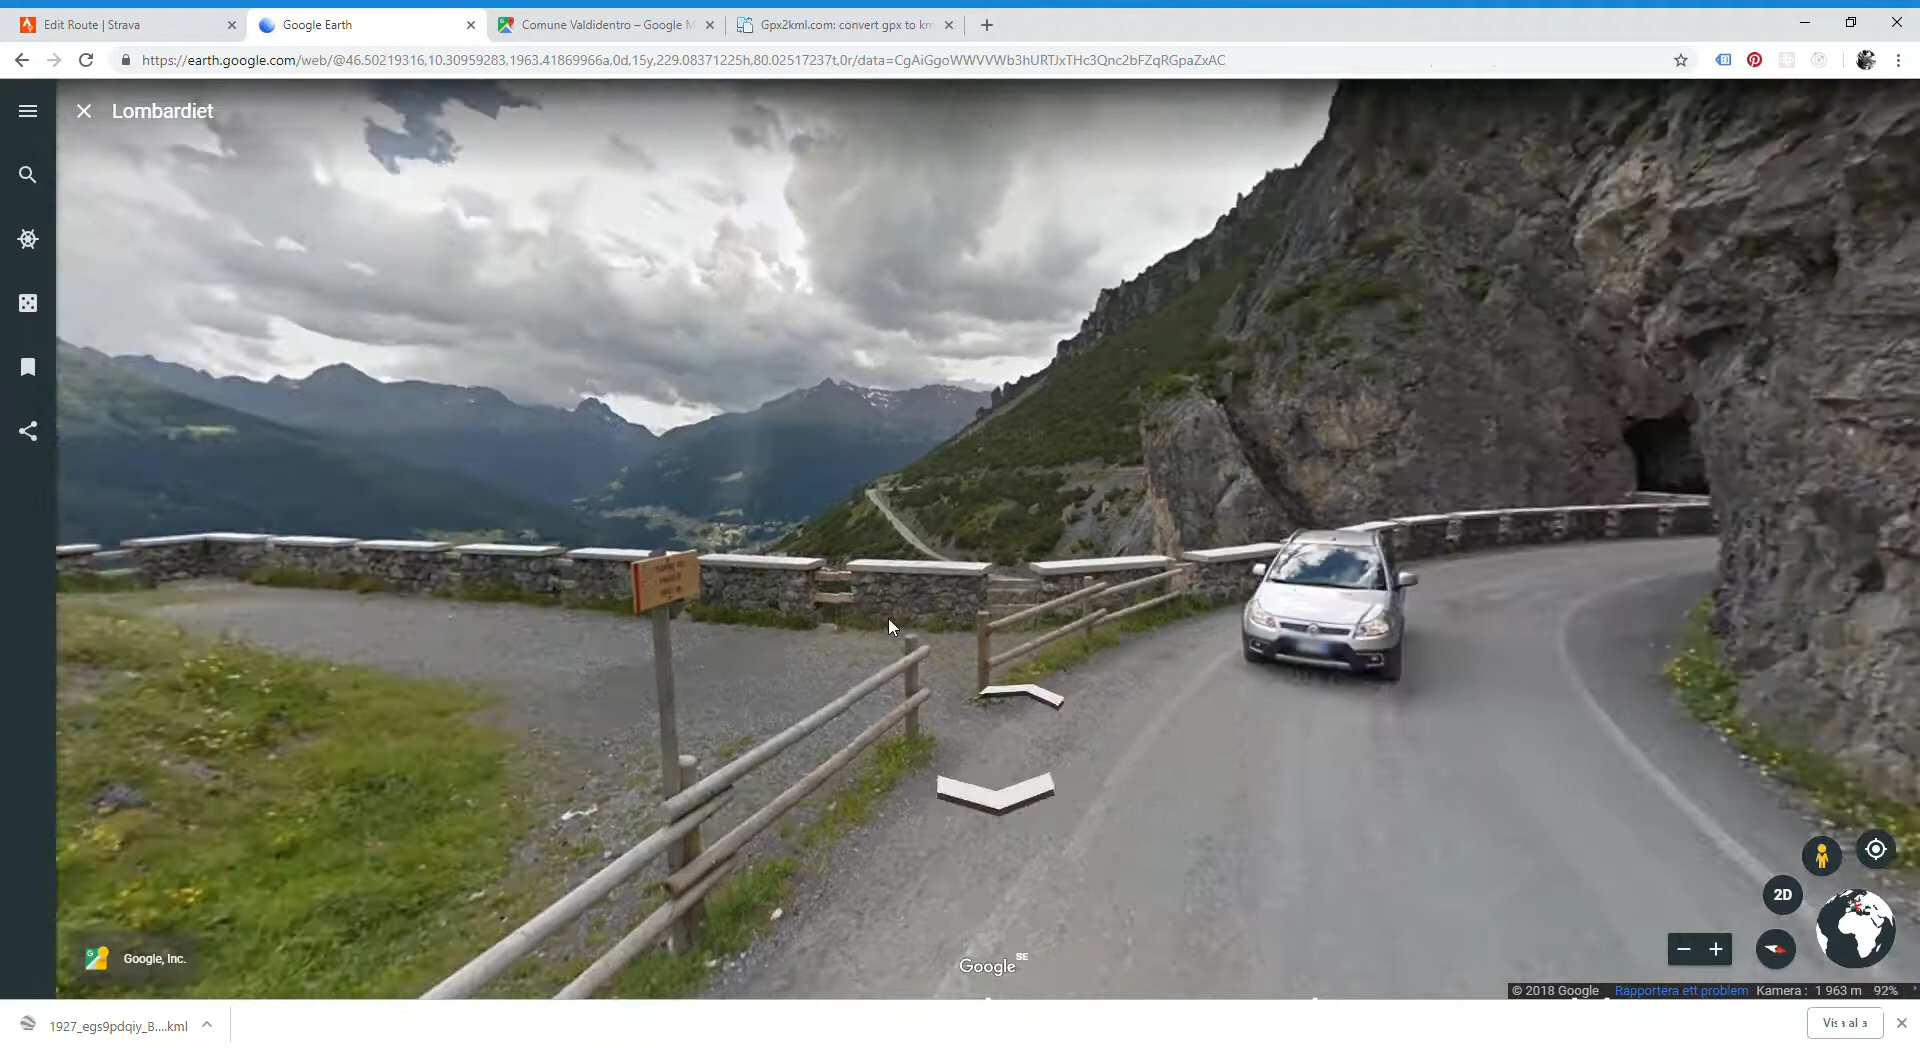 Edit Route | Strava
Google Earth
Comune Valdidentro – Google M
Gpx2kml.com: convert gpx to km
https://earth.google.com/web/@46.50219316,10.30959283,1963.41869966a,0d,15y,229.08371225h,80.02517237t,0r/data=CgAiGgoWWVVWb3hURTJxTHc3Qnc2bFZqRGpaZxAC
Lombardiet
2D
Google, Inc.
Google SE
© 2018 Google
Rapportera ett problem
Kamera : 1 963 m
92%
1927_egs9pdqiy_B....kml